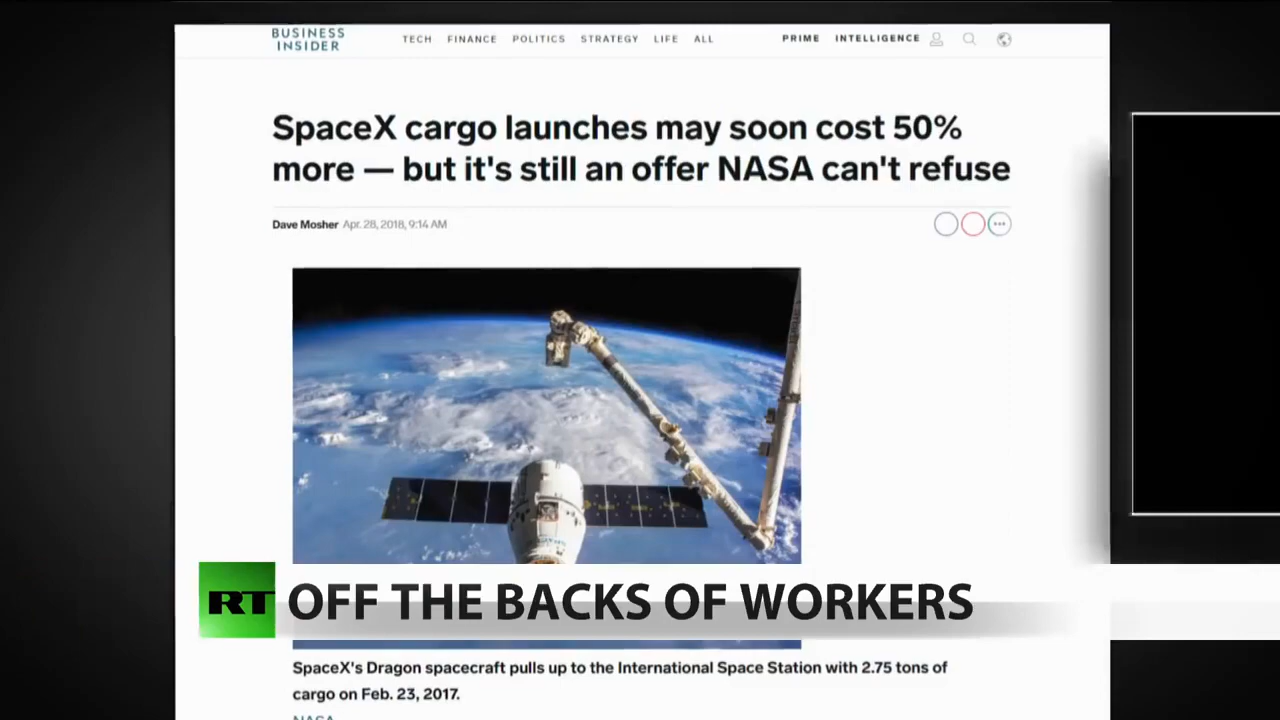 BUSINESS
INSIDER
TECH FINANCE POLITICS STRATEGY LIFE ALL
PRIME INTELLIGENCE
SpaceX cargo launches may soon cost 50%
more — but it's still an offer NASA can't refuse
Dave Mosher Apr. 28, 2018, 9:14 AM
RT OFF THE BACKS OF WORKERS
SpaceX's Dragon spacecraft pulls up to the International Space Station with 2.75 tons of
cargo on Feb. 23, 2017.
NASA